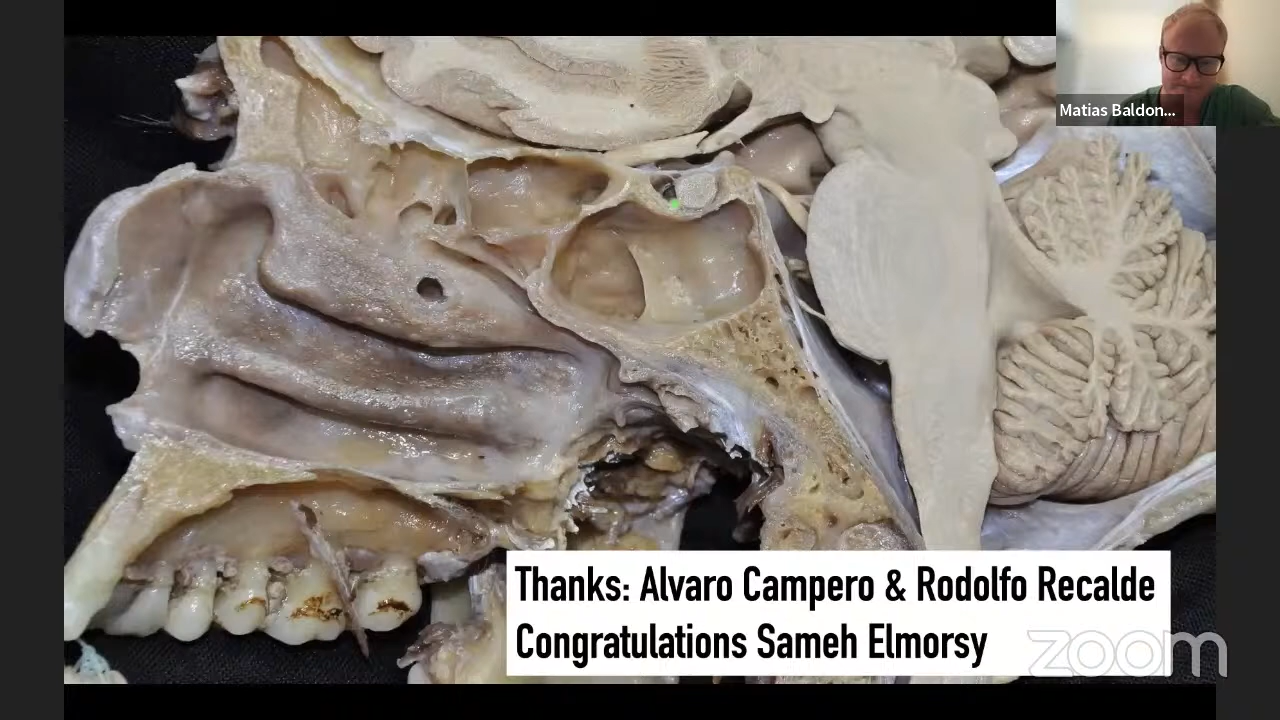 Matias Baldon...
Thanks: Alvaro Campero & Rodolfo Recalde
Congratulations Sameh Elmorsy
zoom